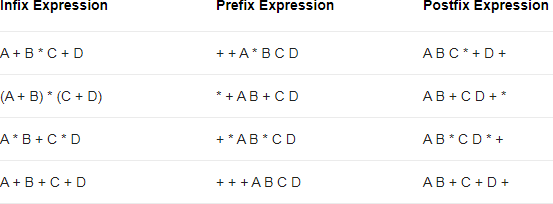 Infix Expression Prefix Expression Postfix Expression
A + B * C + D + + A * B C D A B C * + D +
(A + B) * (C + D) * + A B + C D A B + C D + *
A * B + C * D + * A B * C D A B * C D * +
A + B + C + D + + + A B C D A B + C + D +